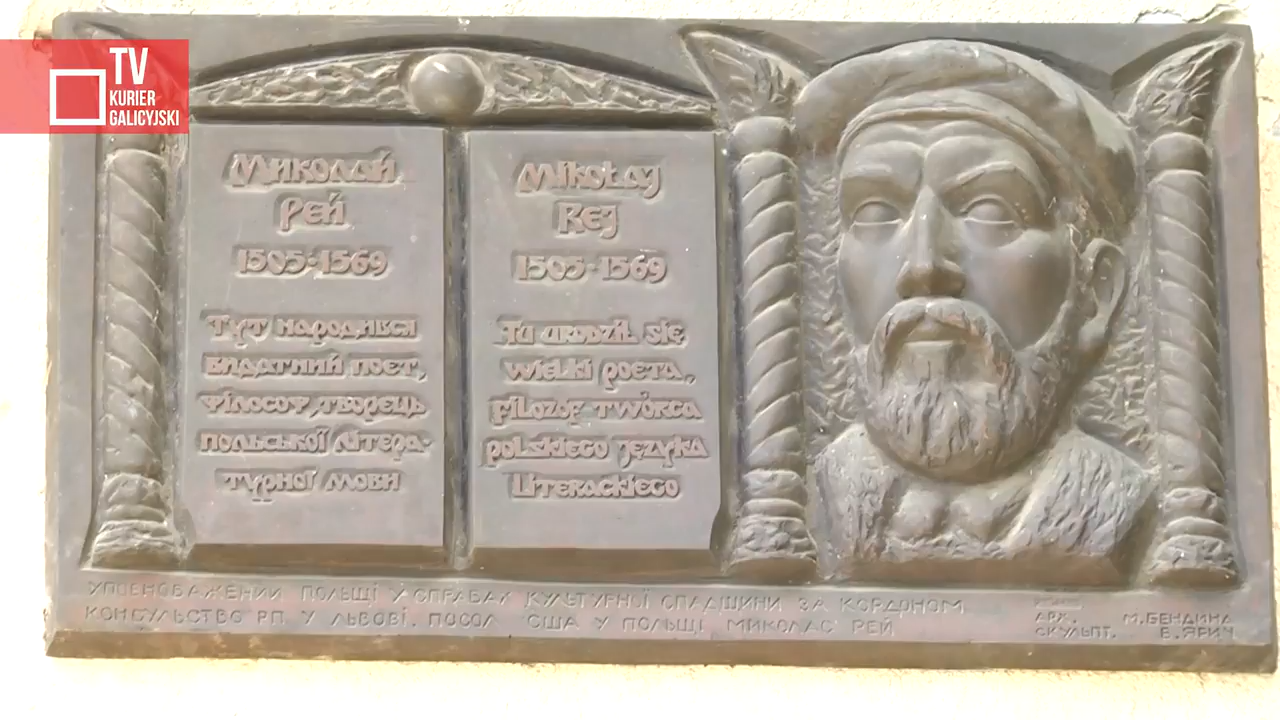 TV
KURIER
GALICYJSKI
Миколай
Рей
1505-1569
Тут народився
видатний поет,
філософ, творець
польської літера-
турної мови
Mikołaj
Rej
1505-1569
Tu urodził się
wielki poeta,
filozof twórca
polskiego języka
literackiego
УПОВНОВАЖЕНИЙ ПОЛЬЩІ У СПРАВАХ КУЛЬТУРНОЇ СПАДЩИНИ ЗА КОРДОНОМ
КОНСУЛЬСТВО РП У ЛЬВОВІ. ПОСОЛ США У ПОЛЬЩІ МИКОЛАС РЕЙ
АРХ. М.БЕНДИНА
СКУЛЬПТ. В.ЯРИЧ